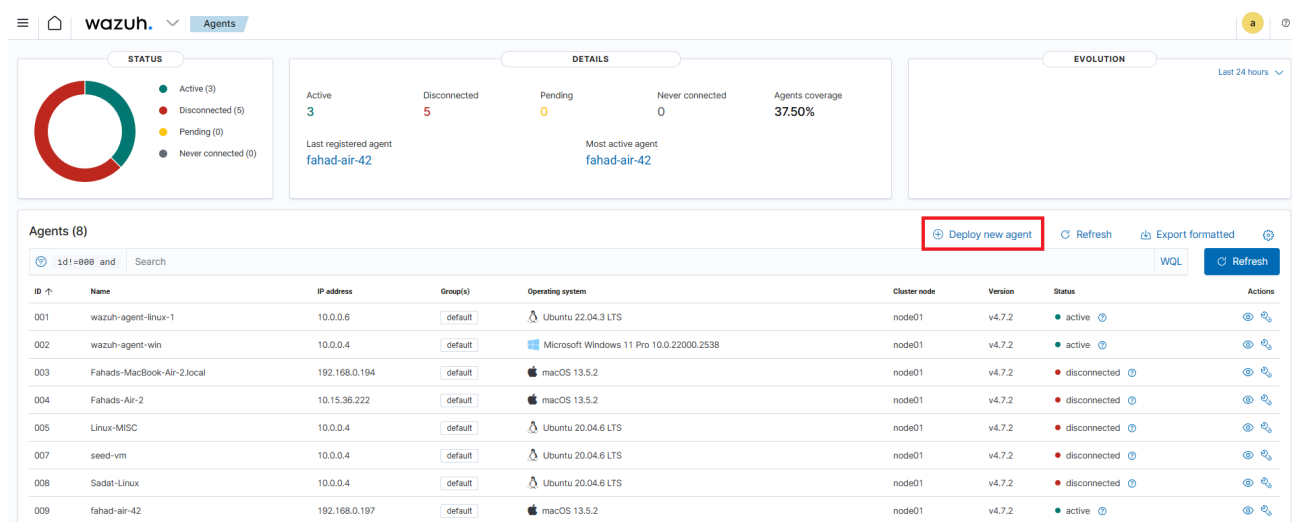 wazuh. Agents a
STATUS
Active (3)
Disconnected (5)
Pending (0)
Never connected (0)
DETAILS
Active Disconnected Pending Never connected Agents coverage
3 5 0 0 37.50%
Last registered agent Most active agent
fahad-air-42 fahad-air-42
EVOLUTION
Last 24 hours
Agents (8) Deploy new agent Refresh Export formatted
id!=000 and Search WQL Refresh
ID Name IP address Group(s) Operating system Cluster node Version Status Actions
001 wazuh-agent-linux-1 10.0.0.6 default Ubuntu 22.04.3 LTS node01 v4.7.2 active
002 wazuh-agent-win 10.0.0.4 default Microsoft Windows 11 Pro 10.0.22000.2538 node01 v4.7.2 active
003 Fahads-MacBook-Air-2.local 192.168.0.194 default macOS 13.5.2 node01 v4.7.2 disconnected
004 Fahads-Air-2 10.15.36.222 default macOS 13.5.2 node01 v4.7.2 disconnected
005 Linux-MISC 10.0.0.4 default Ubuntu 20.04.6 LTS node01 v4.7.2 disconnected
007 seed-vm 10.0.0.4 default Ubuntu 20.04.6 LTS node01 v4.7.2 disconnected
008 Sadat-Linux 10.0.0.4 default Ubuntu 20.04.6 LTS node01 v4.7.2 disconnected
009 fahad-air-42 192.168.0.197 default macOS 13.5.2 node01 v4.7.2 active